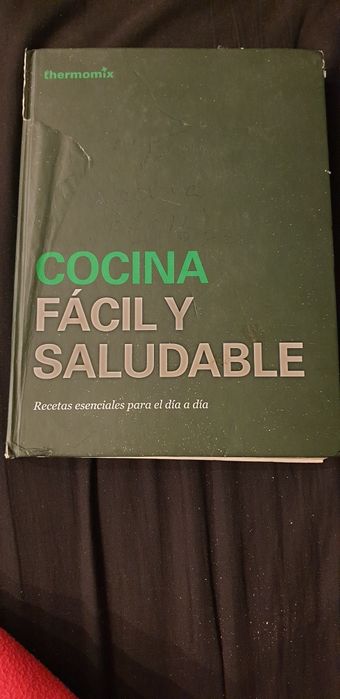 thermomix
COCINA
FÁCIL Y
SALUDABLE
Recetas esenciales para el día a día